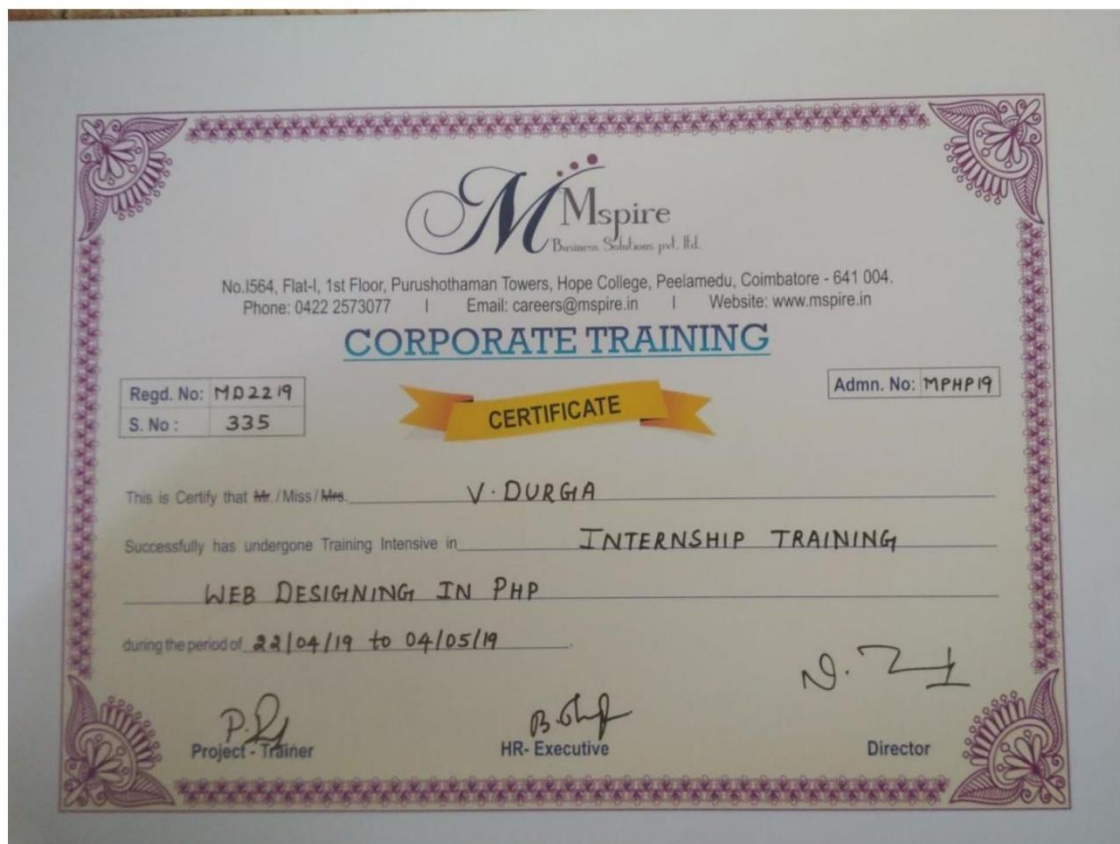 M Mspire
Business Solutions pvt. ltd.
No.I564, Flat-I, 1st Floor, Purushothaman Towers, Hope College, Peelamedu, Coimbatore - 641 004.
Phone: 0422 2573077 | Email: careers@mspire.in | Website: www.mspire.in
CORPORATE TRAINING
Regd. No: MD2219
Admn. No: MPHP19
S. No : 335
CERTIFICATE
This is Certify that Mr. / Miss / Mrs. V. DURGA
Successfully has undergone Training Intensive in INTERNSHIP TRAINING
WEB DESIGNING IN PHP
during the period of 22/04/19 to 04/05/19.
Project - Trainer HR- Executive Director